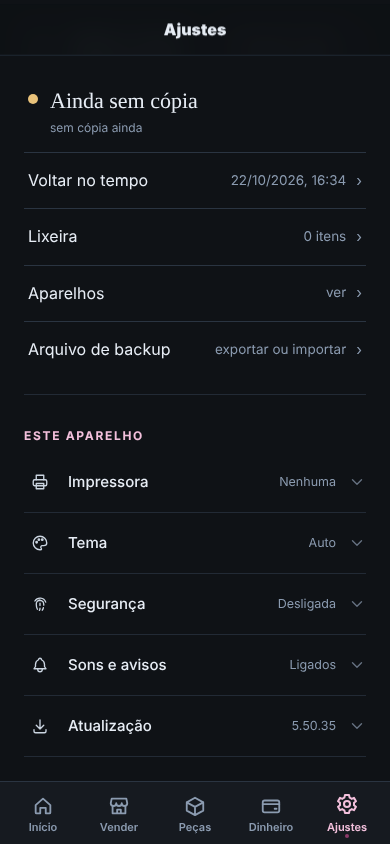 Ajustes
Ainda sem cópia
sem cópia ainda
Voltar no tempo 22/10/2026, 16:34 ›
Lixeira 0 itens ›
Aparelhos ver ›
Arquivo de backup exportar ou importar ›
ESTE APARELHO
Impressora Nenhuma
Tema Auto
Segurança Desligada
Sons e avisos Ligados
Atualização 5.50.35
Início Vender Peças Dinheiro Ajustes